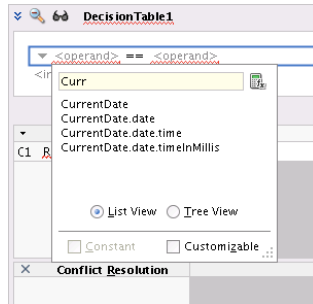 DecisionTable1
<operand> == <operand>
<in
Curr
CurrentDate
CurrentDate.date
CurrentDate.date.time
CurrentDate.date.timeInMillis
C1 R
List View Tree View
Constant Customizable
Conflict Resolution